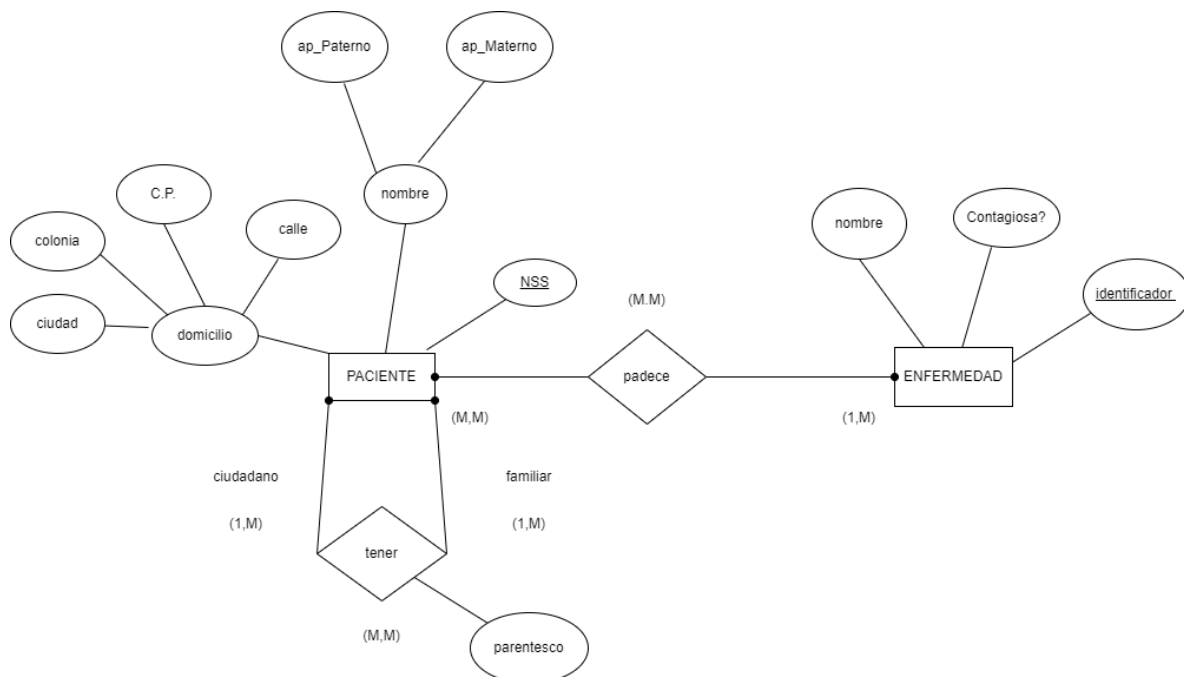 ap_Paterno
ap_Materno
C.P.
nombre
colonia
calle
nombre
Contagiosa?
NSS
identificador
(M.M)
ciudad
domicilio
PACIENTE
padece
ENFERMEDAD
(M,M)
(1,M)
ciudadano
familiar
(1,M)
(1,M)
tener
(M,M)
parentesco